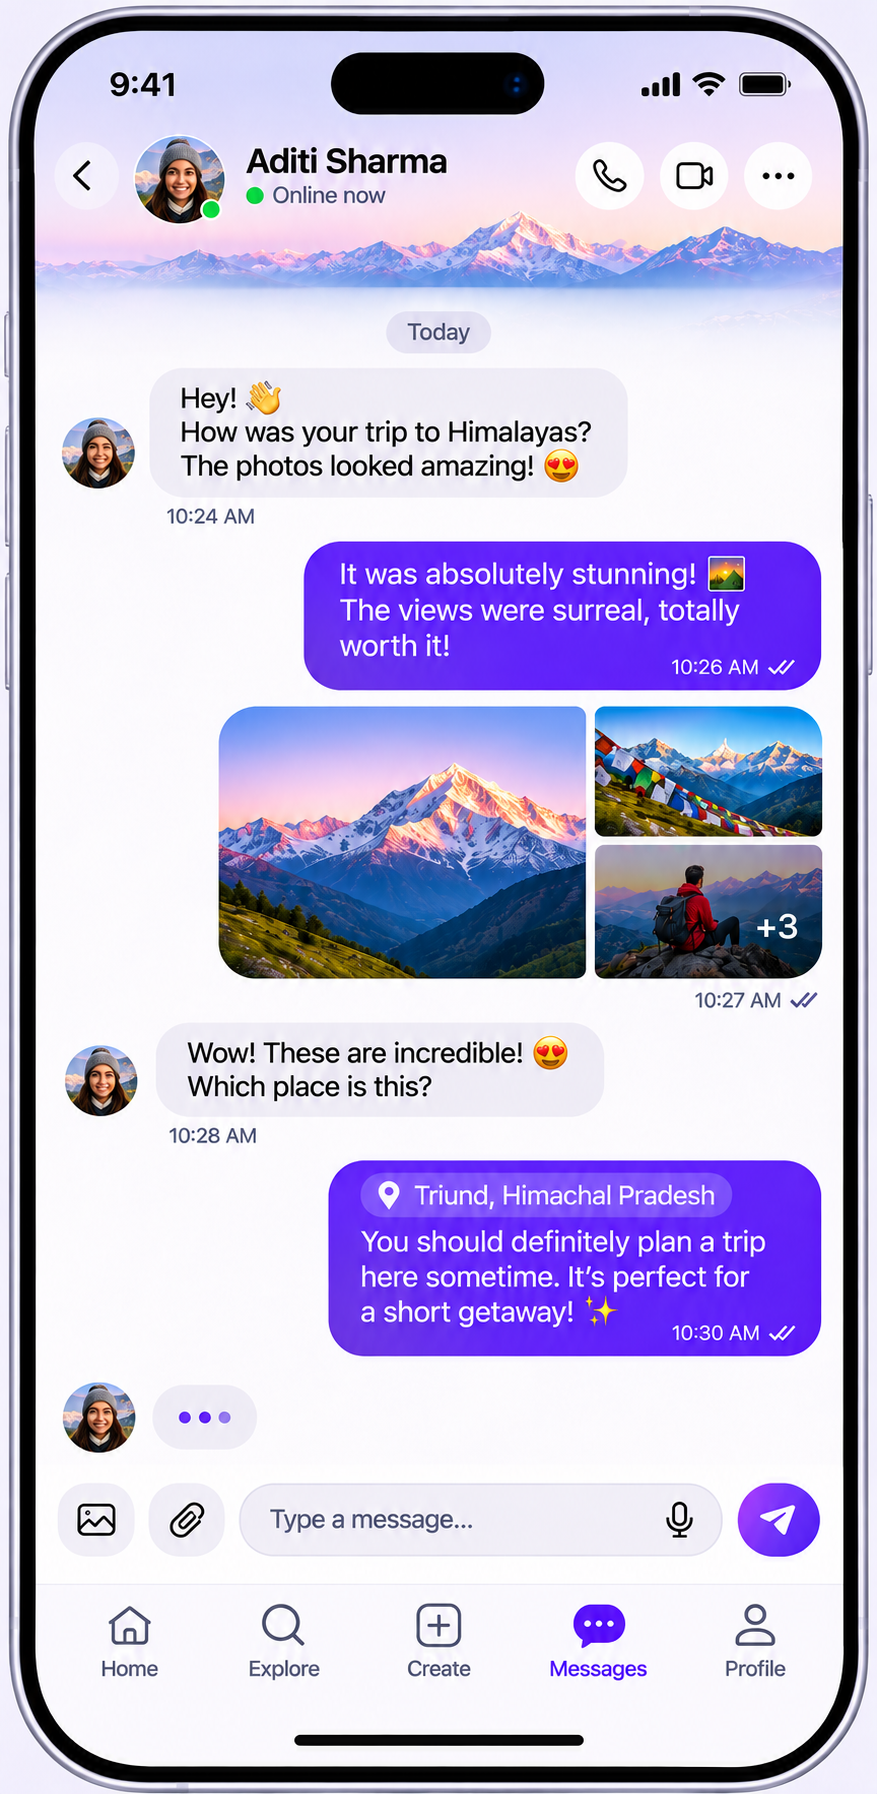 9:41
Aditi Sharma
Online now
Today
Hey! 👋
How was your trip to Himalayas?
The photos looked amazing! 😍
10:24 AM
It was absolutely stunning! 🌄
The views were surreal, totally
worth it!
10:26 AM
+3
10:27 AM
Wow! These are incredible! 😍
Which place is this?
10:28 AM
Triund, Himachal Pradesh
You should definitely plan a trip
here sometime. It’s perfect for
a short getaway! ✨
10:30 AM
Type a message...
Home
Explore
Create
Messages
Profile